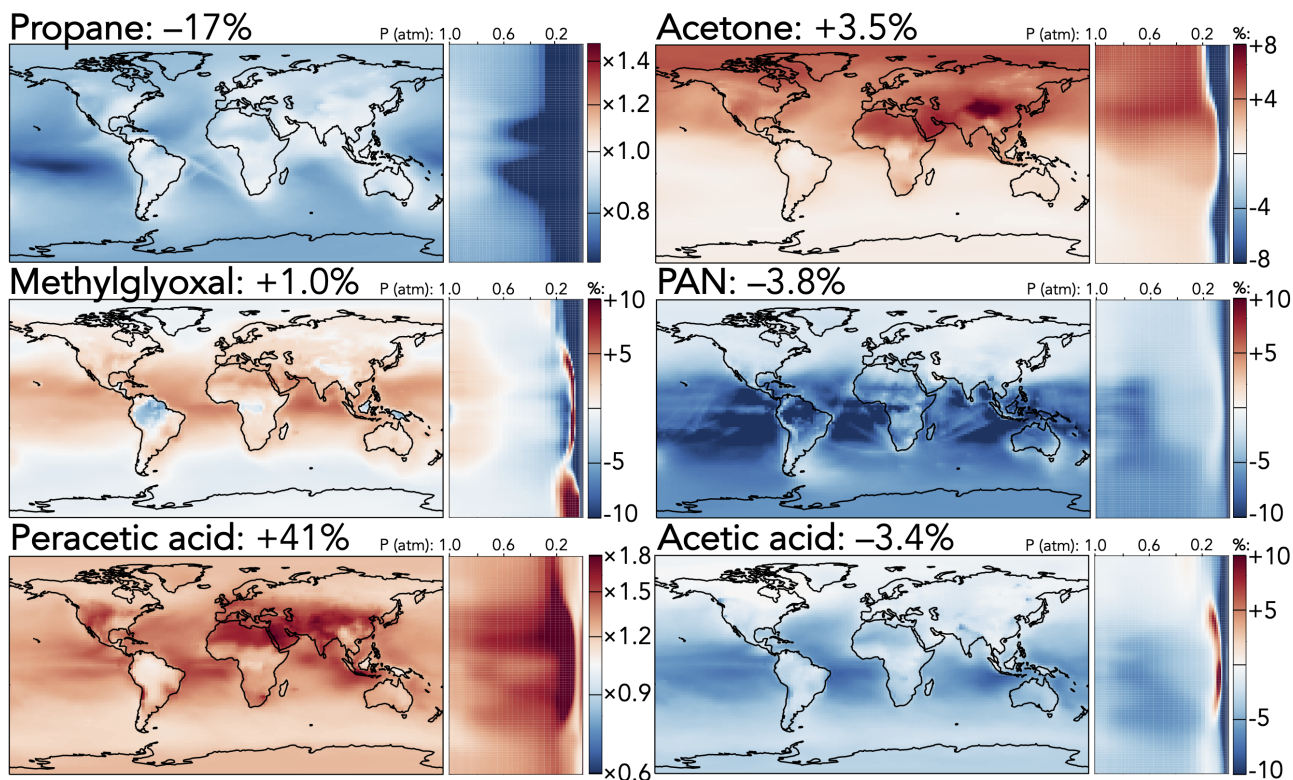 Propane: –17%
P (atm): 1.0 0.6 0.2
×1.4
×1.2
×1.0
×0.8
Acetone: +3.5%
P (atm): 1.0 0.6 0.2 %:
+8
+4
-4
-8
Methylglyoxal: +1.0%
P (atm): 1.0 0.6 0.2 %:
+10
+5
-5
-10
PAN: –3.8%
P (atm): 1.0 0.6 0.2 %:
+10
+5
-5
-10
Peracetic acid: +41%
P (atm): 1.0 0.6 0.2
×1.8
×1.5
×1.2
×0.9
×0.6
Acetic acid: –3.4%
P (atm): 1.0 0.6 0.2 %:
+10
+5
-5
-10